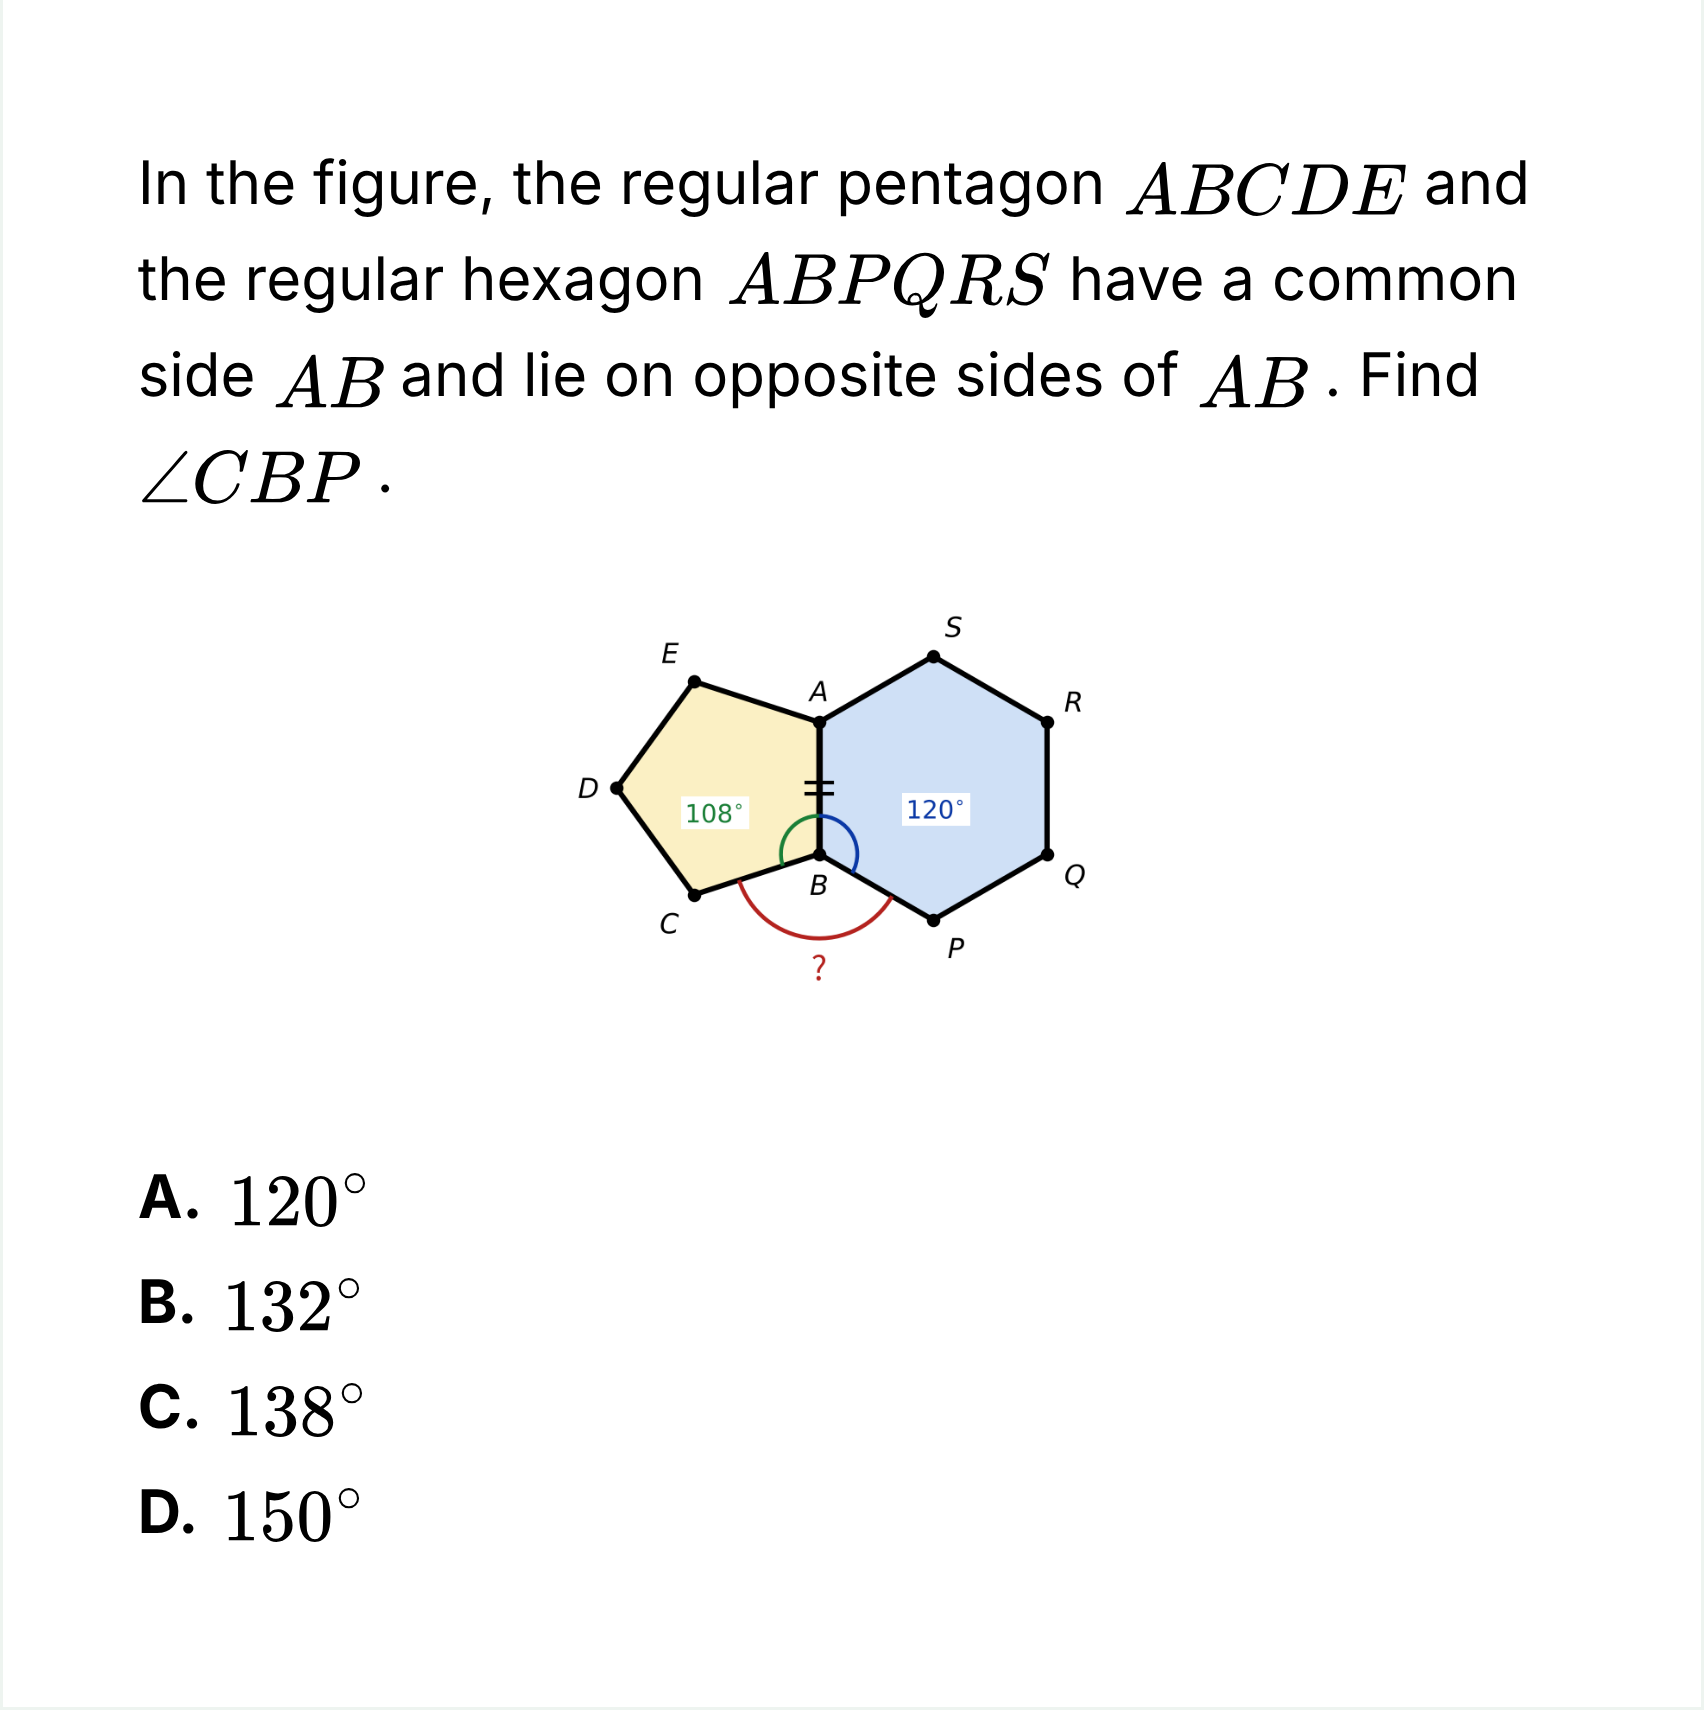 In the figure, the regular pentagon ABCDE and
the regular hexagon ABPQRS have a common
side AB and lie on opposite sides of AB . Find
∠CBP .
S
E
A
R
D
108°
120°
B
Q
C
P
?
A. 120°
B. 132°
C. 138°
D. 150°